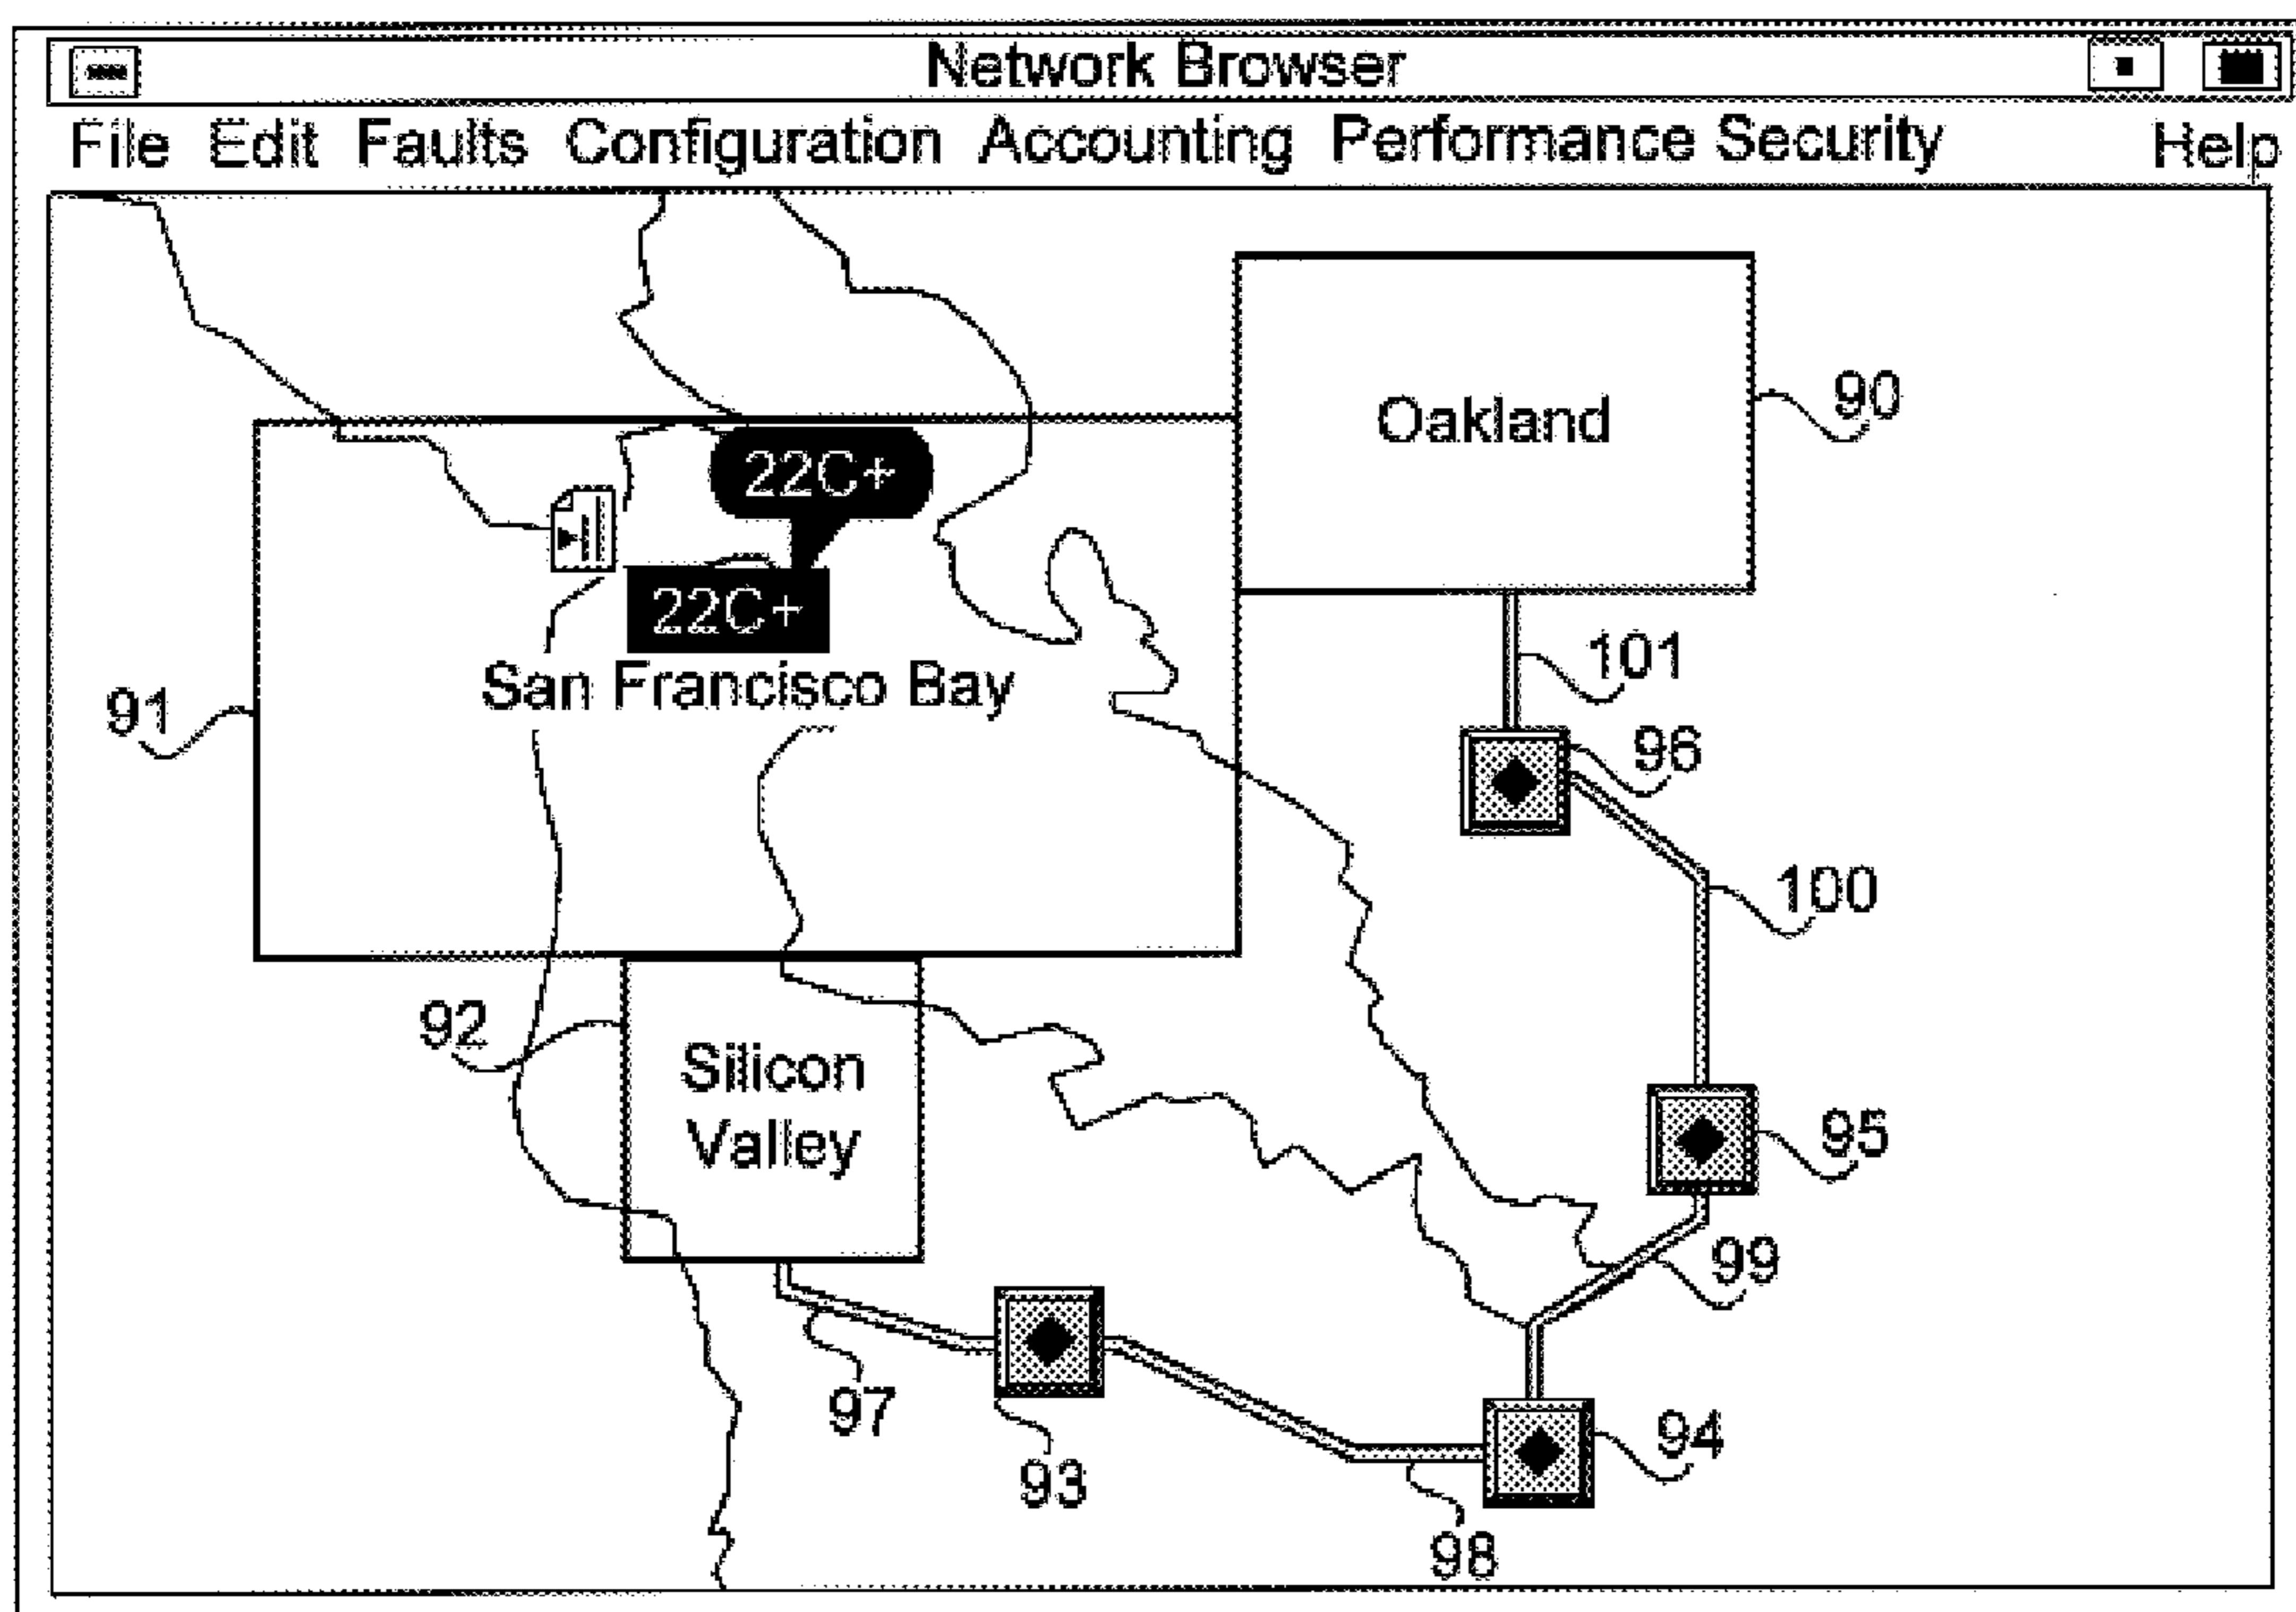 Network Browser
File Edit Faults Configuration Accounting Performance Security Help
Oakland
90
22C+
22C+
San Francisco Bay
91
101
96
100
92
Silicon
Valley
95
99
97
93
94
98